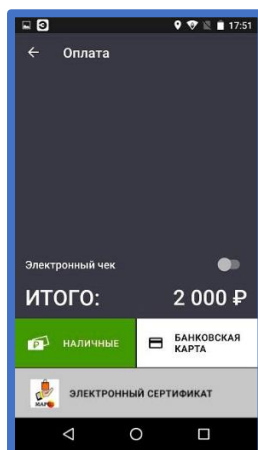 17:51
Оплата
Электронный чек
ИТОГО: 2 000 ₽
НАЛИЧНЫЕ
БАНКОВСКАЯ
КАРТА
ЭЛЕКТРОННЫЙ СЕРТИФИКАТ